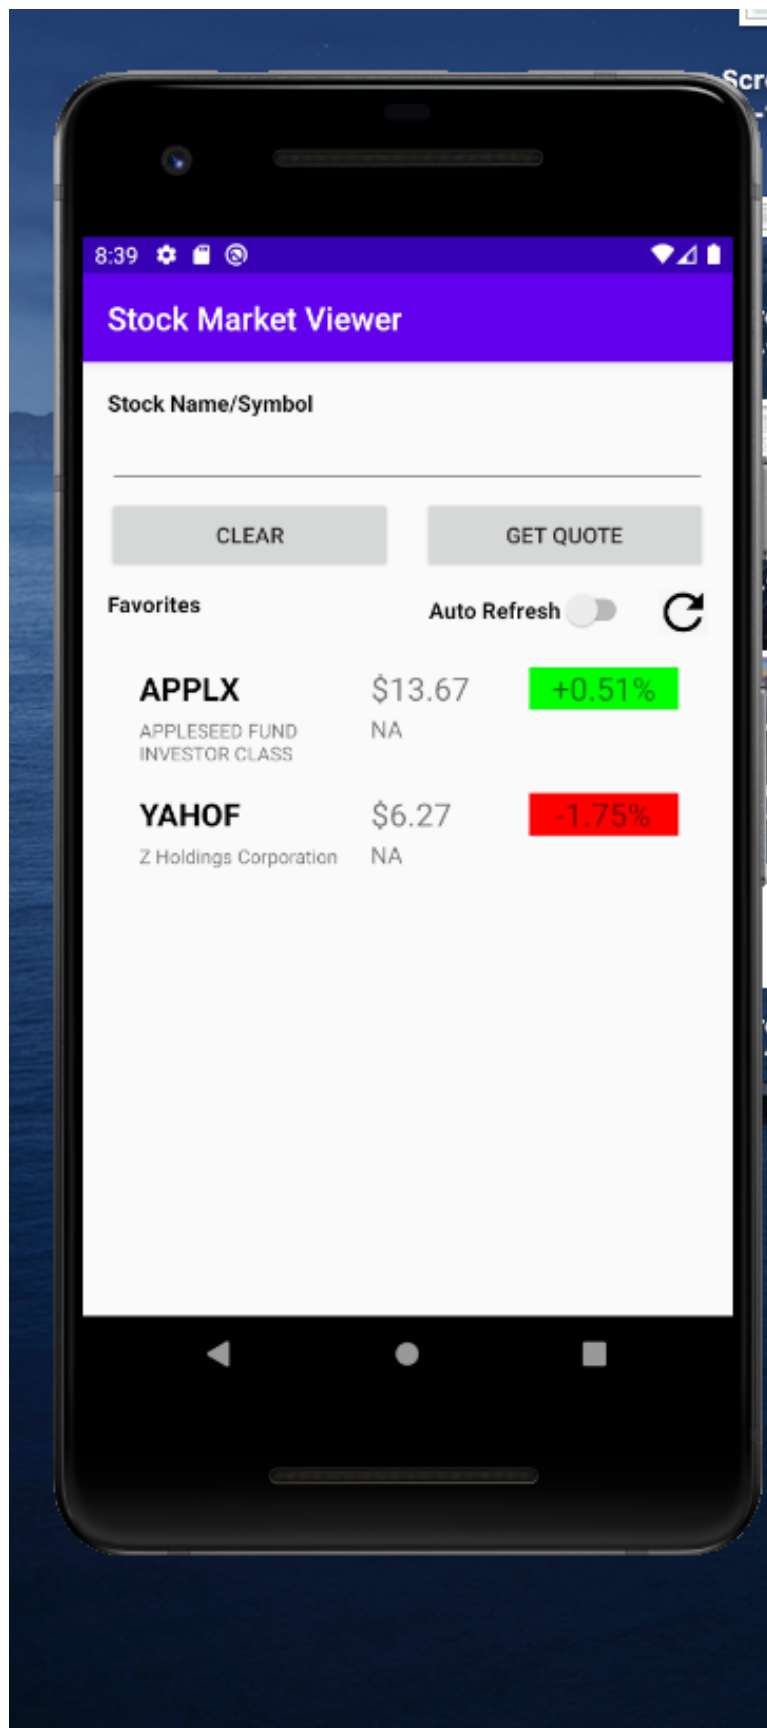 Scre
8:39
Stock Market Viewer
Stock Name/Symbol
CLEAR GET QUOTE
Favorites Auto Refresh
APPLX $13.67 +0.51%
APPLESEED FUND NA
INVESTOR CLASS
YAHOF $6.27 -1.75%
Z Holdings Corporation NA